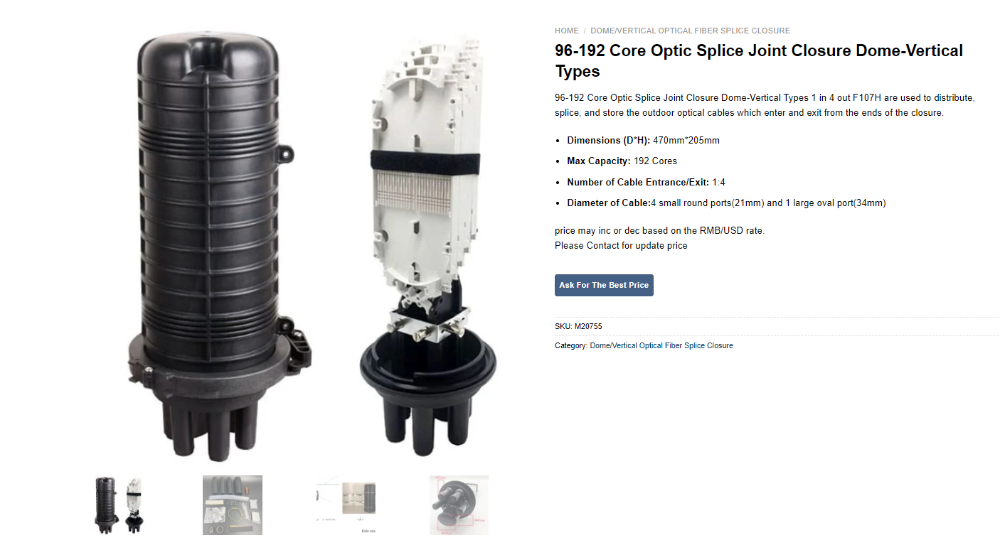 HOME / DOME/VERTICAL OPTICAL FIBER SPLICE CLOSURE
96-192 Core Optic Splice Joint Closure Dome-Vertical
Types
96-192 Core Optic Splice Joint Closure Dome-Vertical Types 1 in 4 out F107H are used to distribute,
splice, and store the outdoor optical cables which enter and exit from the ends of the closure.
Dimensions (D*H): 470mm*205mm
Max Capacity: 192 Cores
Number of Cable Entrance/Exit: 1:4
Diameter of Cable:4 small round ports(21mm) and 1 large oval port(34mm)
price may inc or dec based on the RMB/USD rate.
Please Contact for update price
Ask For The Best Price
SKU: M20755
Category: Dome/Vertical Optical Fiber Splice Closure